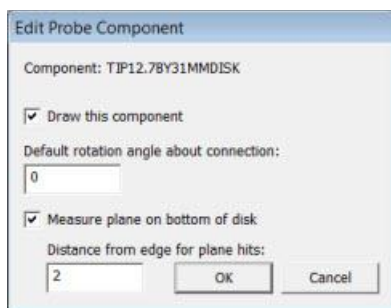 Edit Probe Component
Component: TIP12.78Y31MMDISK
Draw this component
Default rotation angle about connection:
0
Measure plane on bottom of disk
Distance from edge for plane hits:
2 OK Cancel